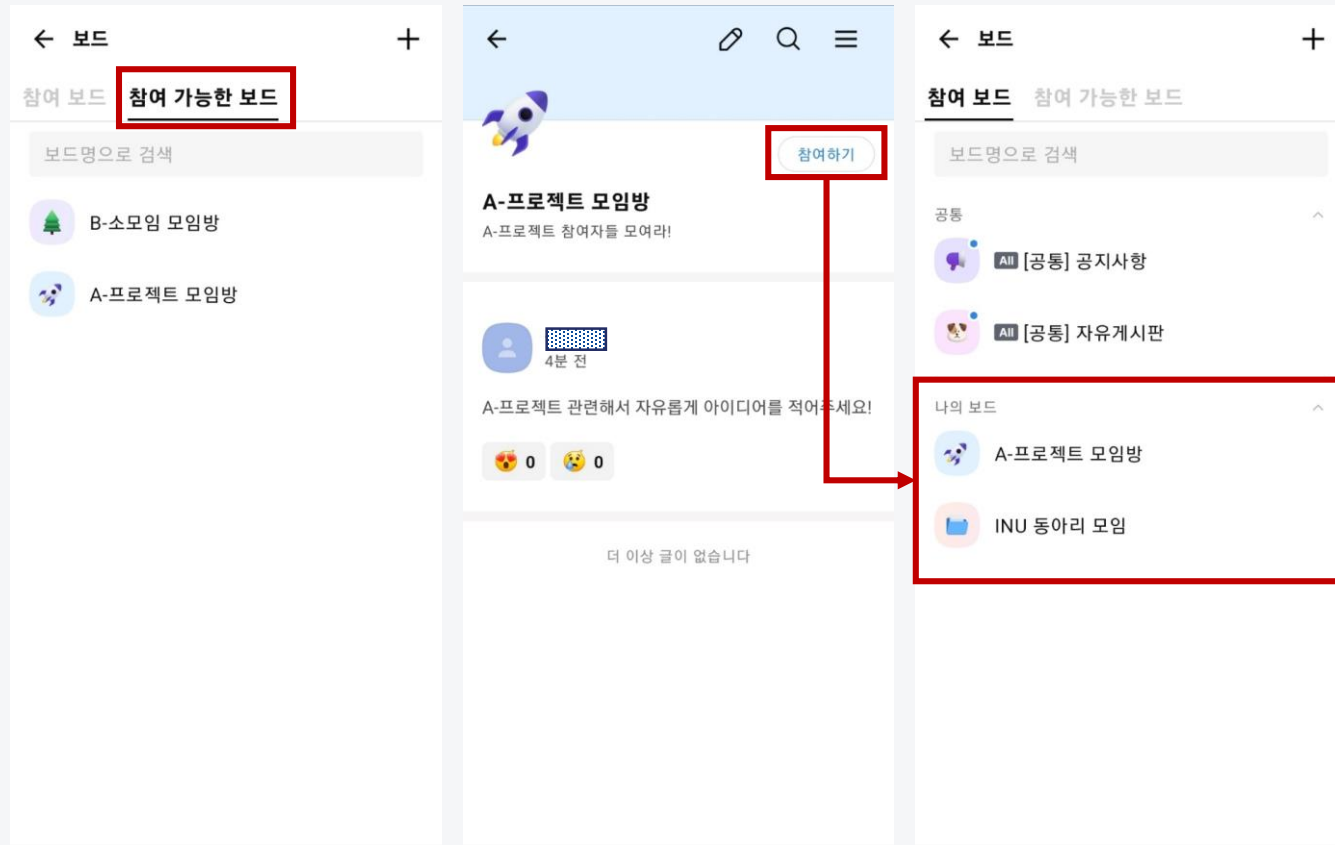 보드
참여 보드 참여 가능한 보드
보드명으로 검색
B-소모임 모임방
A-프로젝트 모임방
참여하기
A-프로젝트 모임방
A-프로젝트 참여자들 모여라!
4분 전
A-프로젝트 관련해서 자유롭게 아이디어를 적어주세요!
0 0
더 이상 글이 없습니다
보드
참여 보드 참여 가능한 보드
보드명으로 검색
공통
All [공통] 공지사항
All [공통] 자유게시판
나의 보드
A-프로젝트 모임방
INU 동아리 모임